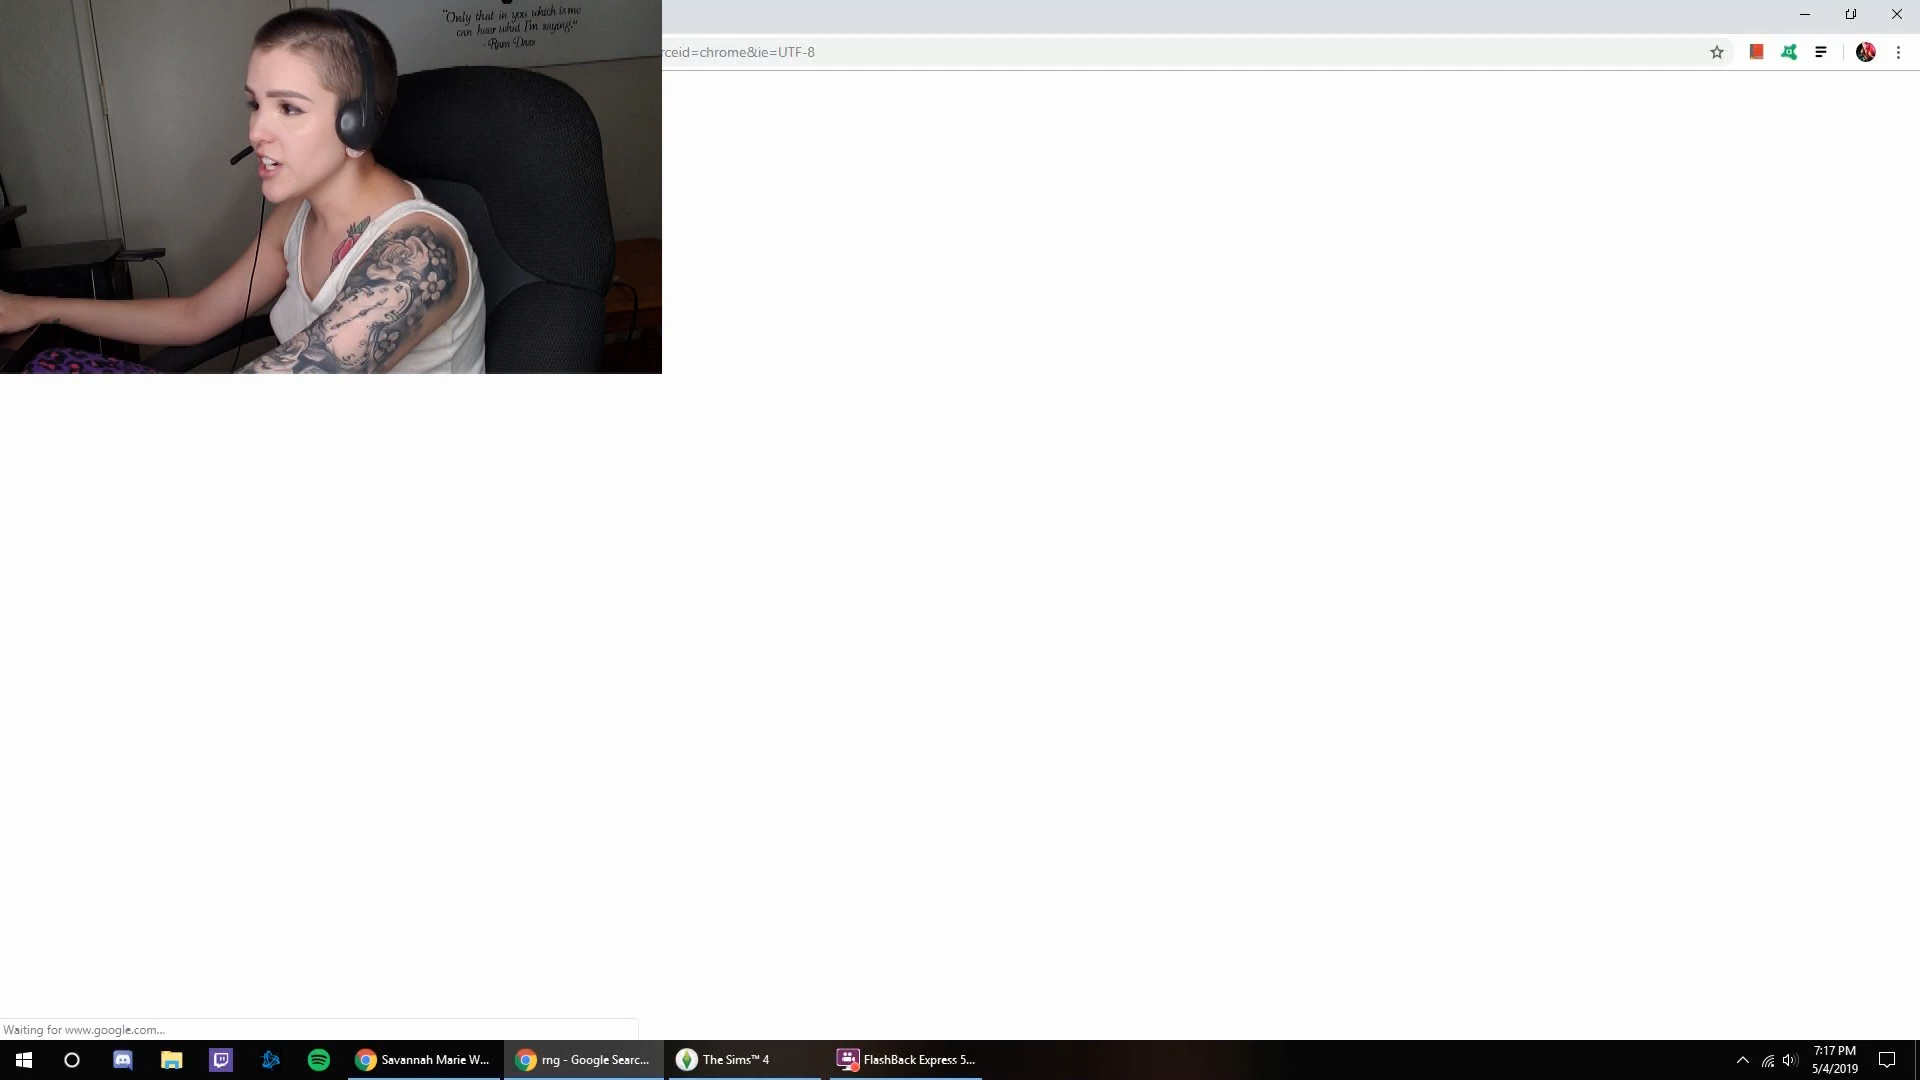 "Only that in you which is me
can hear what I'm saying."
- Ram Dass
rceid=chrome&ie=UTF-8
Waiting for www.google.com...
Savannah Marie W...
rng - Google Searc...
The Sims™ 4
FlashBack Express 5...
7:17 PM
5/4/2019